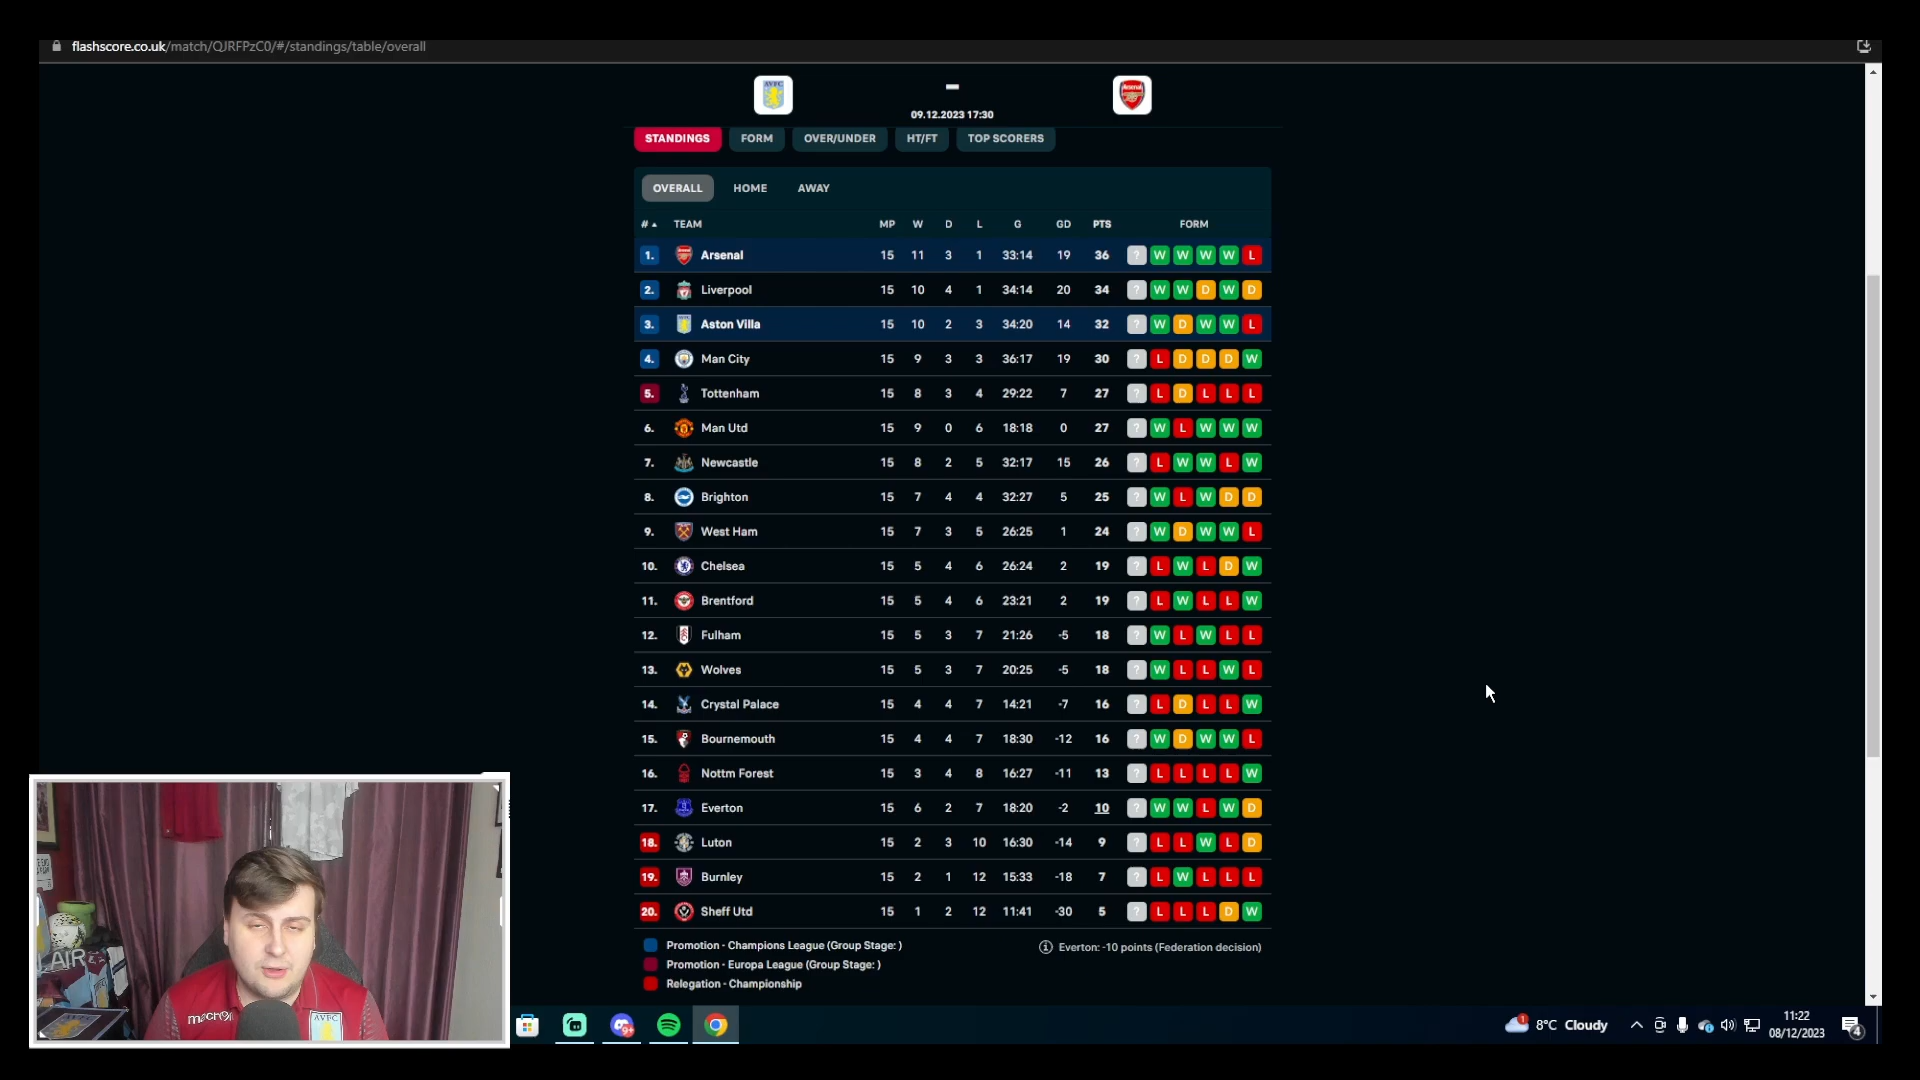 flashscore.co.uk/match/QJRFPzC0/#/standings/table/overall
09.12.2023 17:30
STANDINGS FORM OVER/UNDER HT/FT TOP SCORERS
OVERALL HOME AWAY
# TEAM MP W D L G GD PTS FORM
1. Arsenal 15 11 3 1 33:14 19 36 ? W W W W L
2. Liverpool 15 10 4 1 34:14 20 34 ? W W D W D
3. Aston Villa 15 10 2 3 34:20 14 32 ? W D W W L
4. Man City 15 9 3 3 36:17 19 30 ? L D D D W
5. Tottenham 15 8 3 4 29:22 7 27 ? L D L L L
6. Man Utd 15 9 0 6 18:18 0 27 ? W L W W W
7. Newcastle 15 8 2 5 32:17 15 26 ? L W W L W
8. Brighton 15 7 4 4 32:27 5 25 ? W L W D D
9. West Ham 15 7 3 5 26:25 1 24 ? W D W W L
10. Chelsea 15 5 4 6 26:24 2 19 ? L W L D W
11. Brentford 15 5 4 6 23:21 2 19 ? L W L L W
12. Fulham 15 5 3 7 21:26 -5 18 ? W L W L L
13. Wolves 15 5 3 7 20:25 -5 18 ? W L L W L
14. Crystal Palace 15 4 4 7 14:21 -7 16 ? L D L L W
15. Bournemouth 15 4 4 7 18:30 -12 16 ? W D W W L
16. Nottm Forest 15 3 4 8 16:27 -11 13 ? L L L L W
17. Everton 15 6 2 7 18:20 -2 10 ? W W L W D
18. Luton 15 2 3 10 16:30 -14 9 ? L L W L D
19. Burnley 15 2 1 12 15:33 -18 7 ? L W L L L
20. Sheff Utd 15 1 2 12 11:41 -30 5 ? L L L D W
Promotion - Champions League (Group Stage: )
Everton: -10 points (Federation decision)
Promotion - Europa League (Group Stage: )
Relegation - Championship
AIR
macron
AVFC
9+
1
8°C Cloudy
11:22
08/12/2023
4